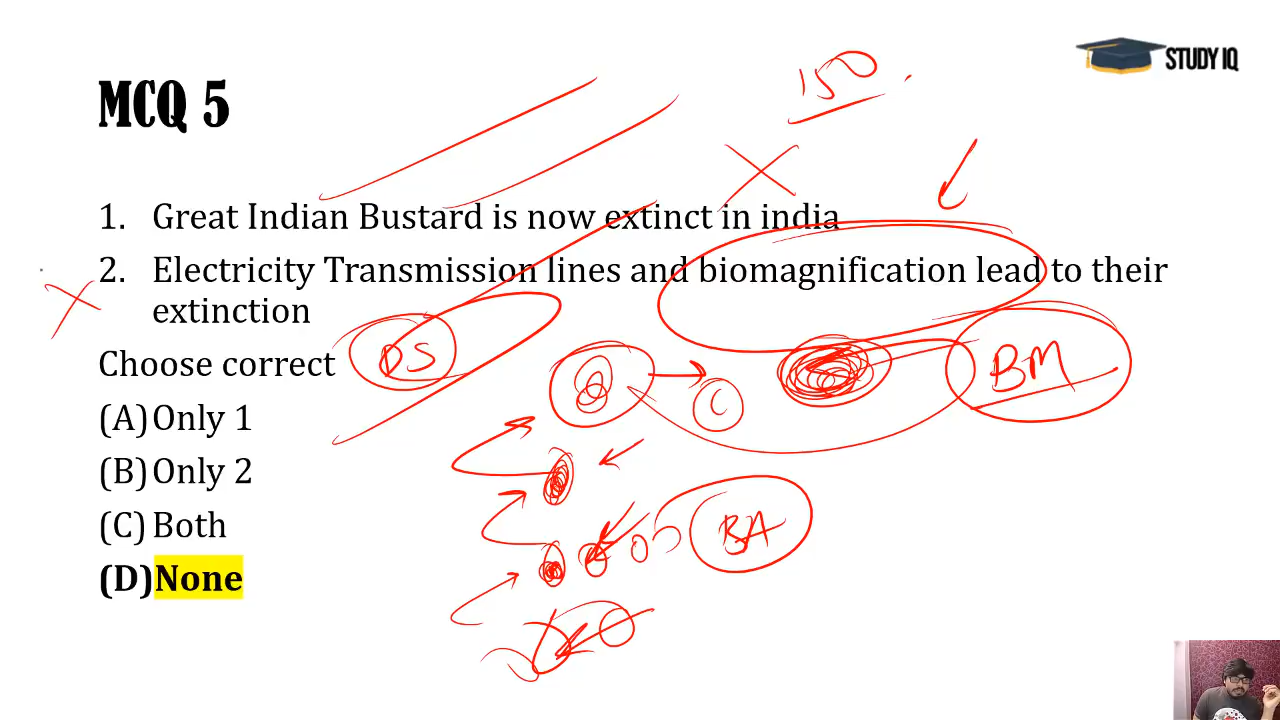 STUDY IQ
150
MCQ 5
1. Great Indian Bustard is now extinct in india
2. Electricity Transmission lines and biomagnification lead to their
extinction
Choose correct
DS
C
BM
(A) Only 1
(B) Only 2
(C) Both
BA
(D) None